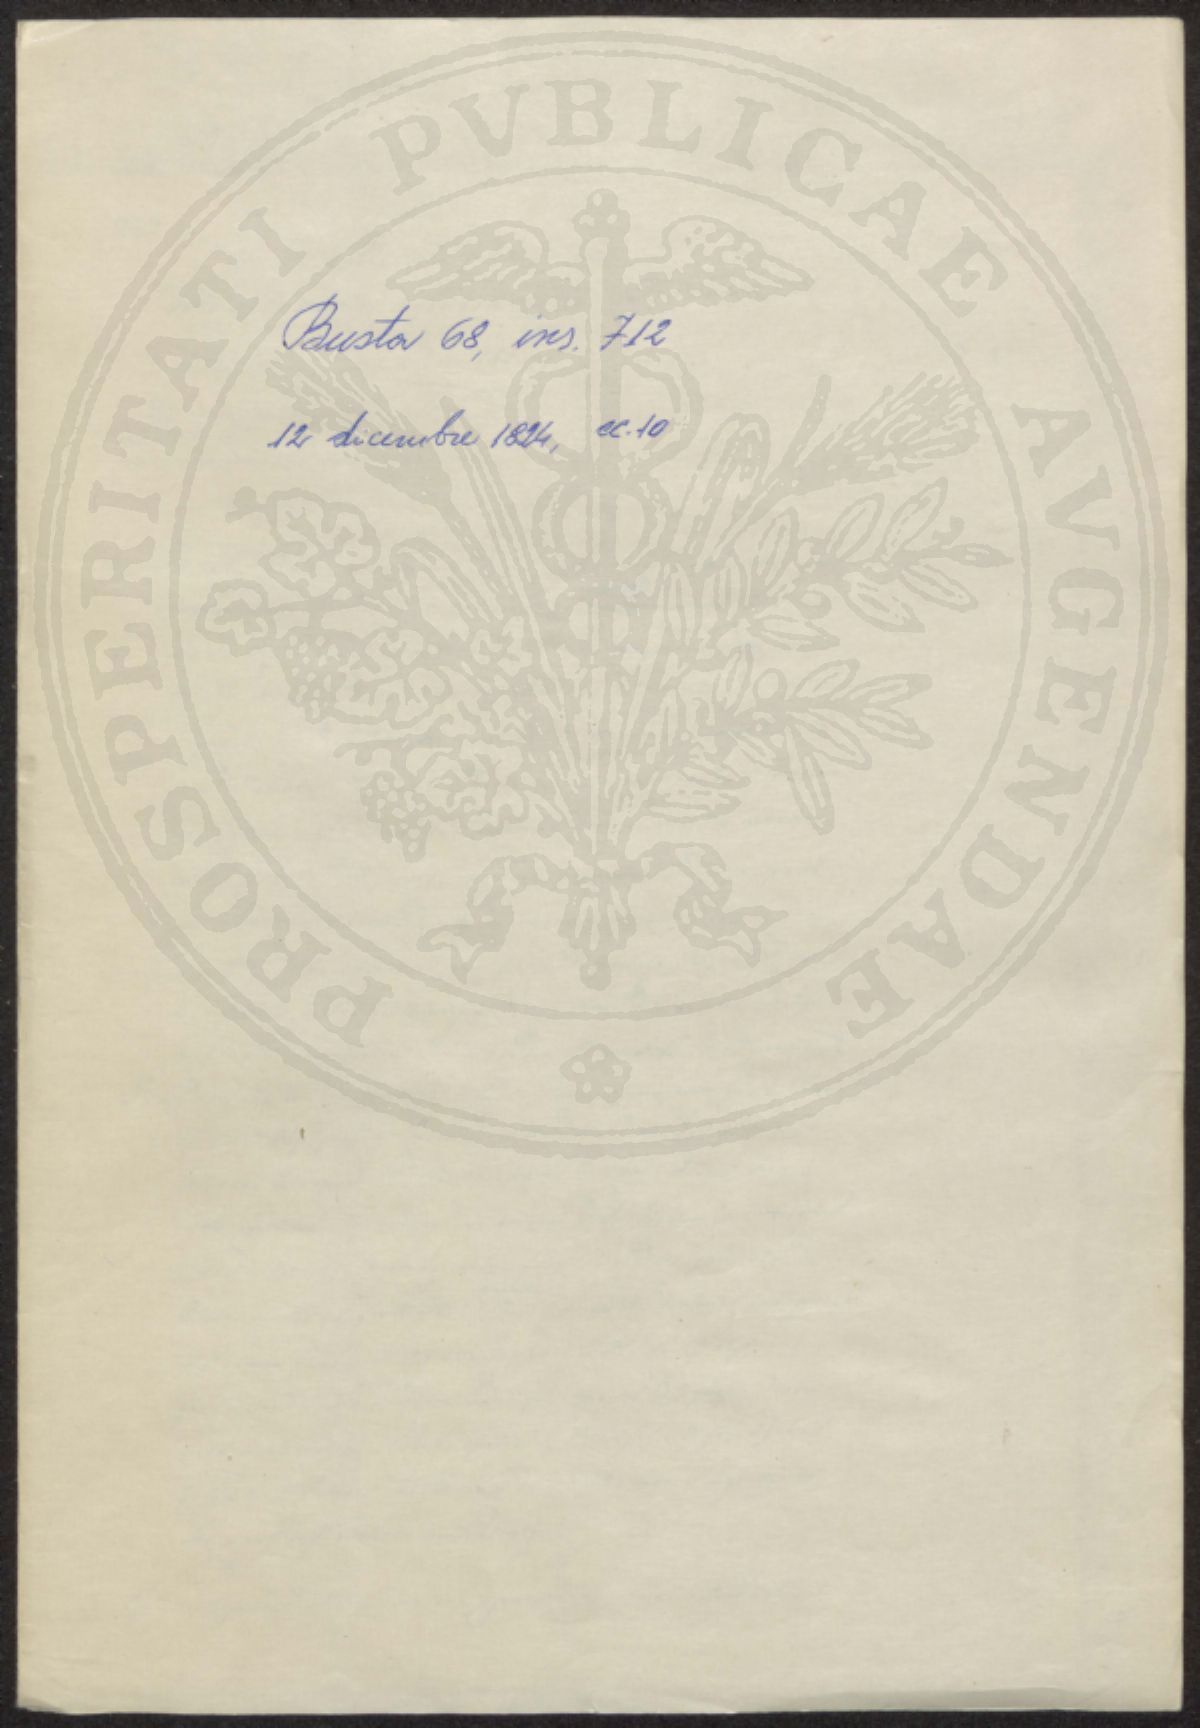 PROSPERITATI PVBLICAE AVGENDAE
Busta 68, ins. 712
12 dicembre 1824, cc. 10